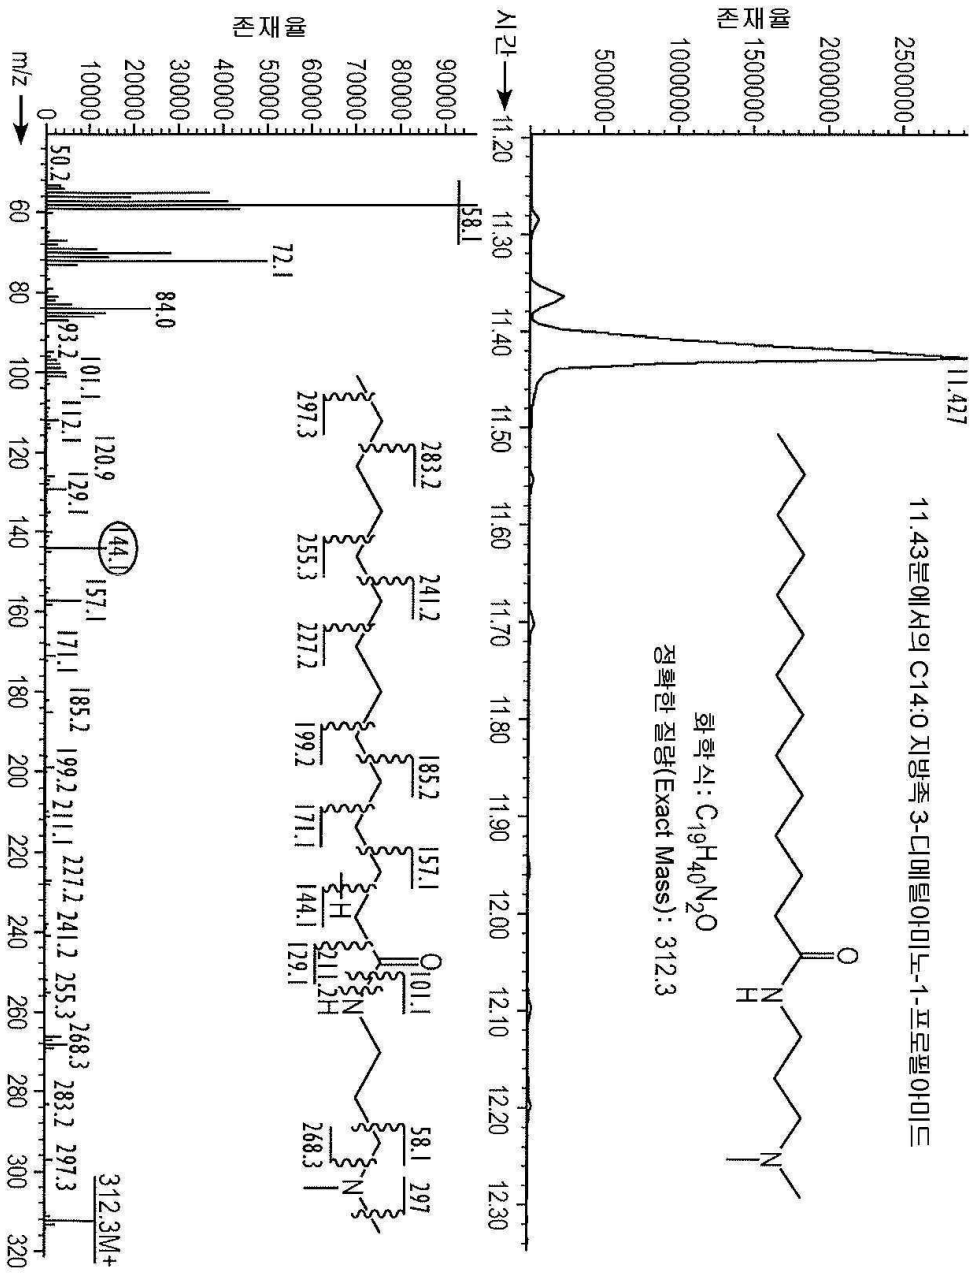 11.43분에서의 C14:0 지방족 3-디메틸아미노-1-프로필아미드
존재율
2500000
2000000
1500000
1000000
500000
시간
11.427
11.20 11.30 11.40 11.50 11.60 11.70 11.80 11.90 12.00 12.10 12.20 12.30
O
N
H
N
화학식: C19H40N2O
정확한 질량(Exact Mass): 312.3
존재율
90000
80000
70000
60000
50000
40000
30000
20000
10000
m/z
283.2 241.2 185.2 157.1 O 101.1 58.1 297
297.3 255.3 227.2 199.2 171.1 144.1 H 211.2 129.1 H N 268.3 N
50.2 58.1 72.1 84.0 93.2 101.1 112.1 120.9 129.1 144.1 157.1 171.1 185.2 199.2 211.1 227.2 241.2 255.3 268.3 283.2 297.3 312.3M+
60 80 100 120 140 160 180 200 220 240 260 280 300 320